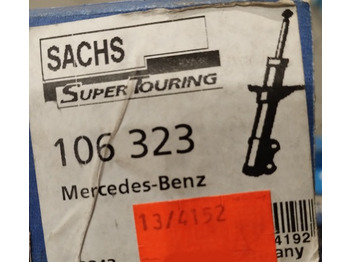 SACHS
SUPER TOURING
106 323
Mercedes-Benz
13/4152
4192
any